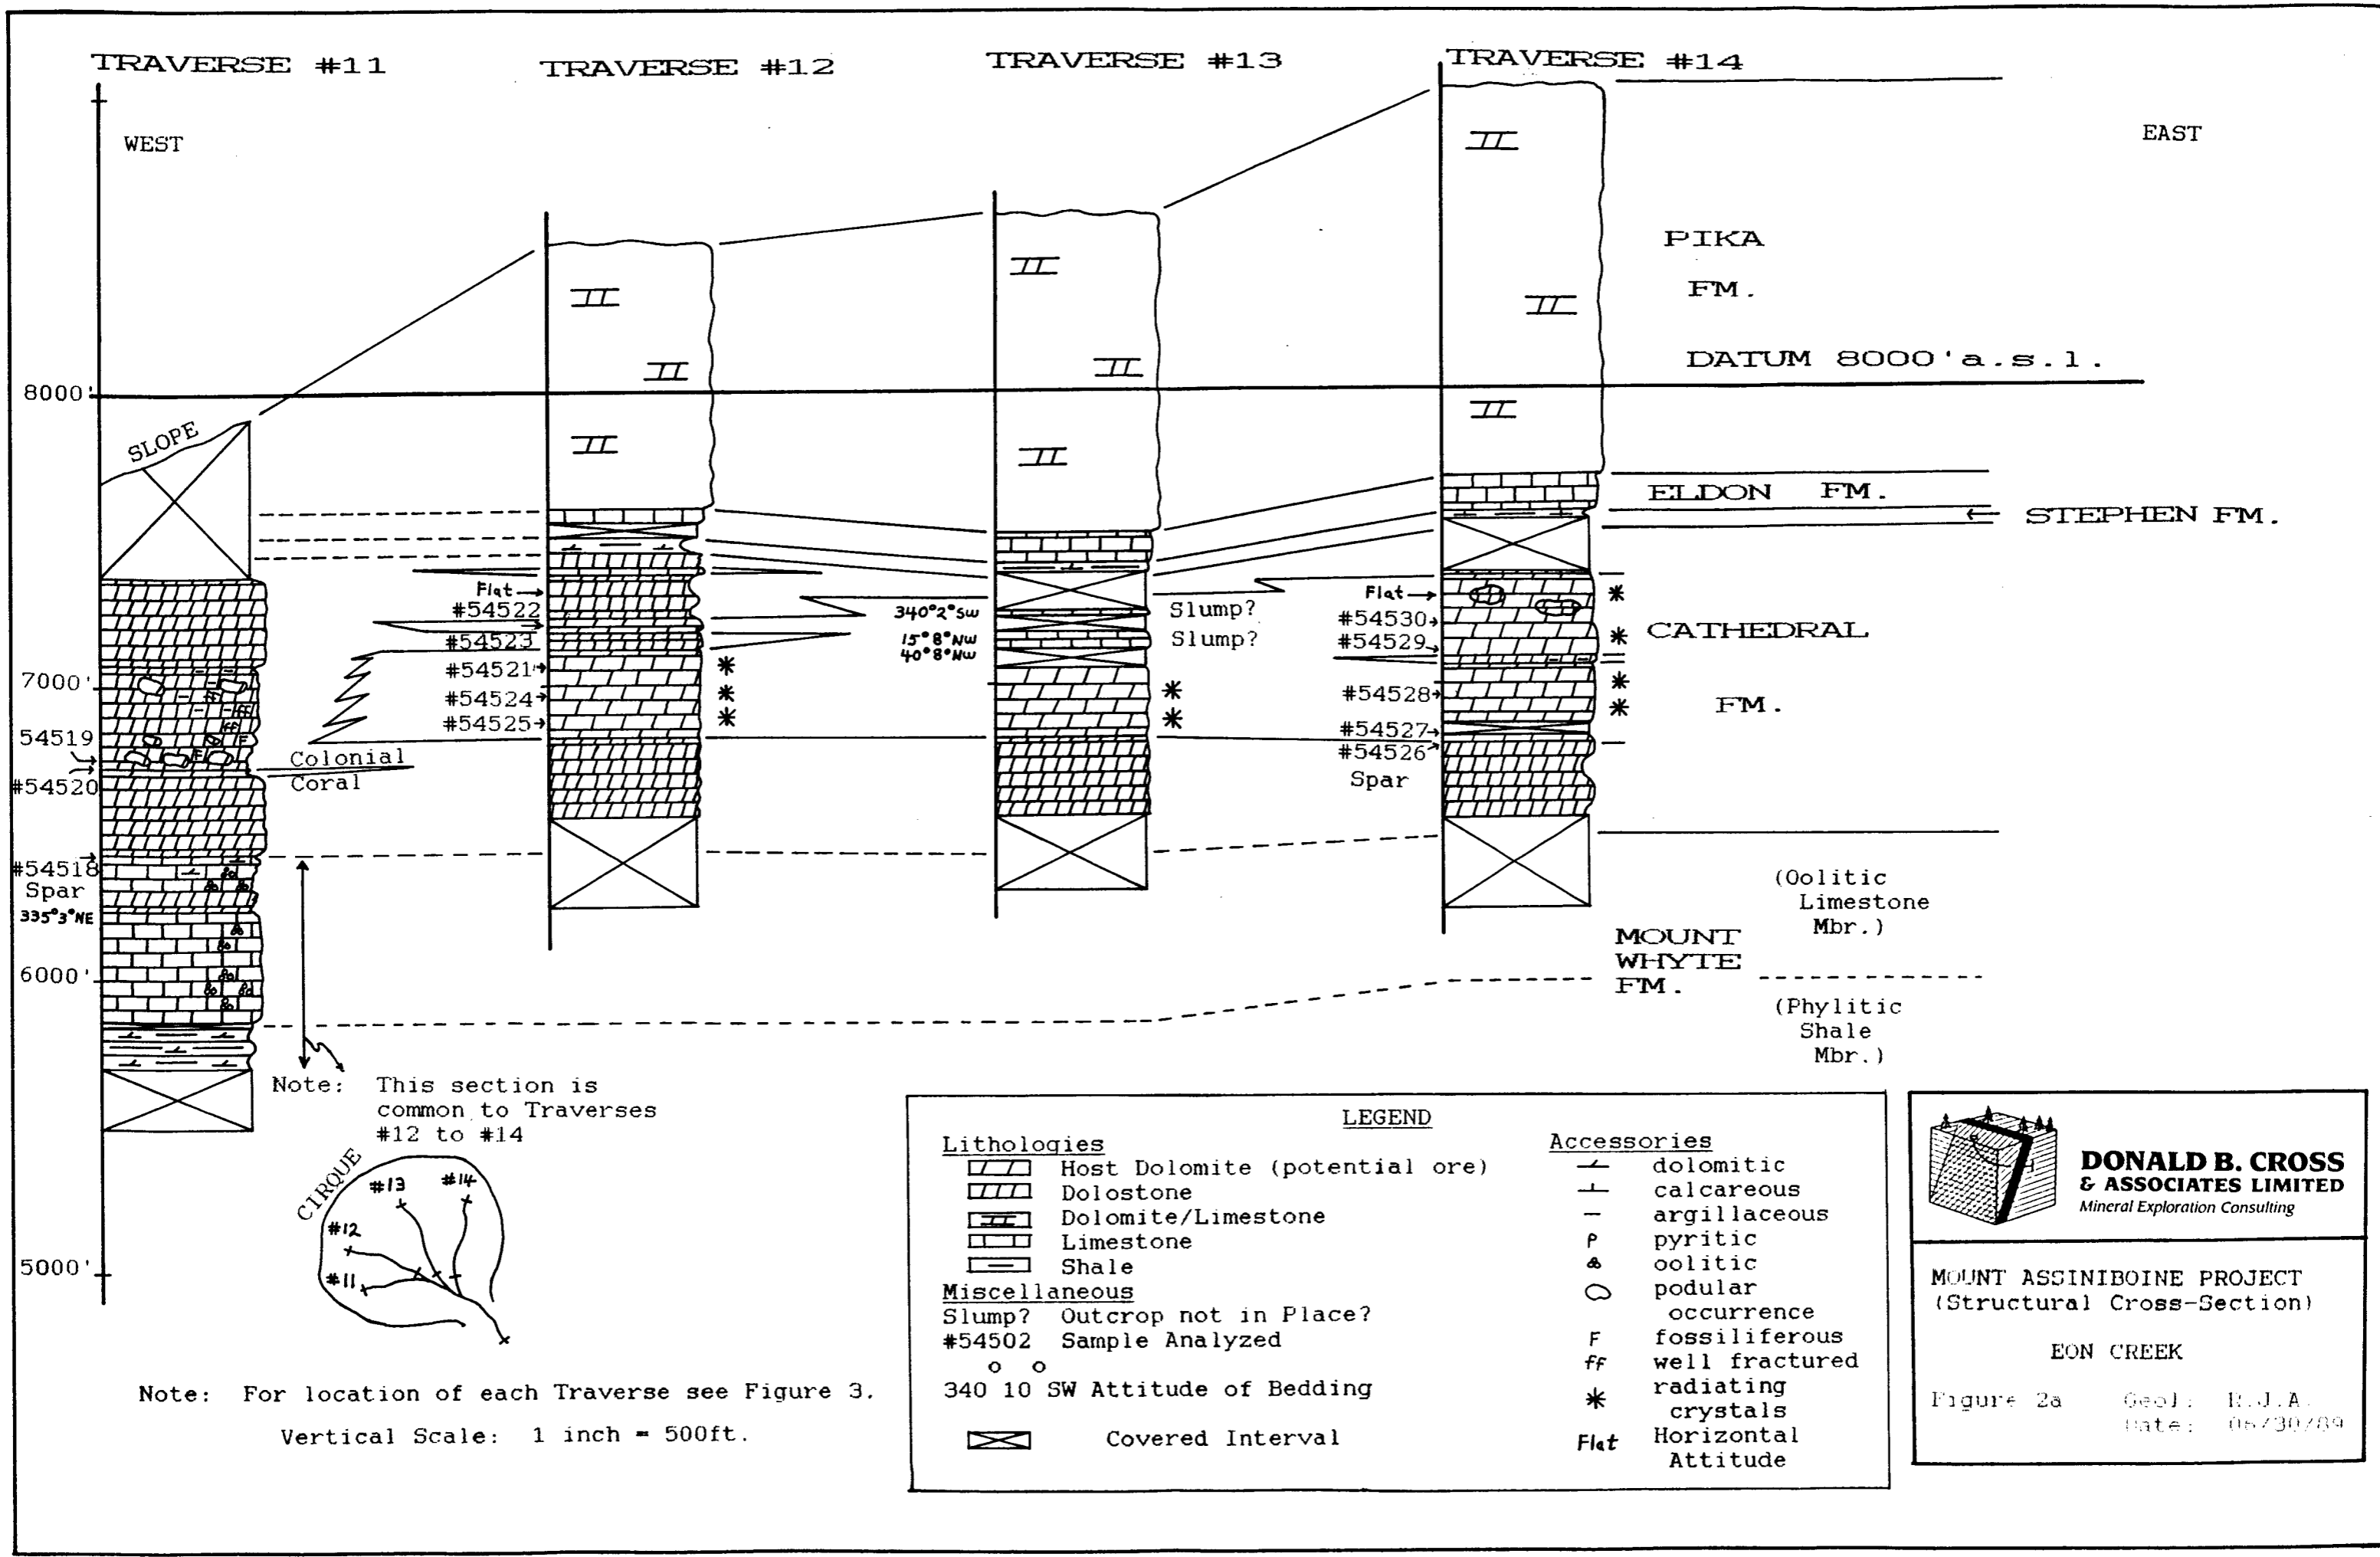 TRAVERSE #11
TRAVERSE #12
TRAVERSE #13
TRAVERSE #14
WEST
EAST
SLOPE
8000'
7000'
6000'
5000'
54519
#54520
#54518
Spar
335°3°NE
Colonial
Coral
Flat
#54522
#54523
#54521
#54524
#54525
340°2°SW
15°8°NW
40°8°NW
Slump?
Slump?
Flat
#54530
#54529
#54528
#54527
#54526
Spar
PIKA
FM.
DATUM 8000'a.s.l.
ELDON FM.
STEPHEN FM.
CATHEDRAL
FM.
(Oolitic
Limestone
Mbr.)
MOUNT
WHYTE
FM.
(Phylitic
Shale
Mbr.)
Note: This section is
common to Traverses
#12 to #14
CIRQUE
#13
#14
#12
#11
Note: For location of each Traverse see Figure 3.
Vertical Scale: 1 inch = 500ft.
LEGEND
Lithologies
Host Dolomite (potential ore)
Dolostone
Dolomite/Limestone
Limestone
Shale
Miscellaneous
Slump? Outcrop not in Place?
#54502 Sample Analyzed
o o
340 10 SW Attitude of Bedding
Covered Interval
Accessories
dolomitic
calcareous
argillaceous
P pyritic
oolitic
podular
occurrence
F fossiliferous
ff well fractured
radiating
crystals
Flat Horizontal
Attitude
DONALD B. CROSS
& ASSOCIATES LIMITED
Mineral Exploration Consulting
MOUNT ASSINIBOINE PROJECT
(Structural Cross-Section)
EON CREEK
Figure 2a Geol: R.J.A.
Date: 06/30/89